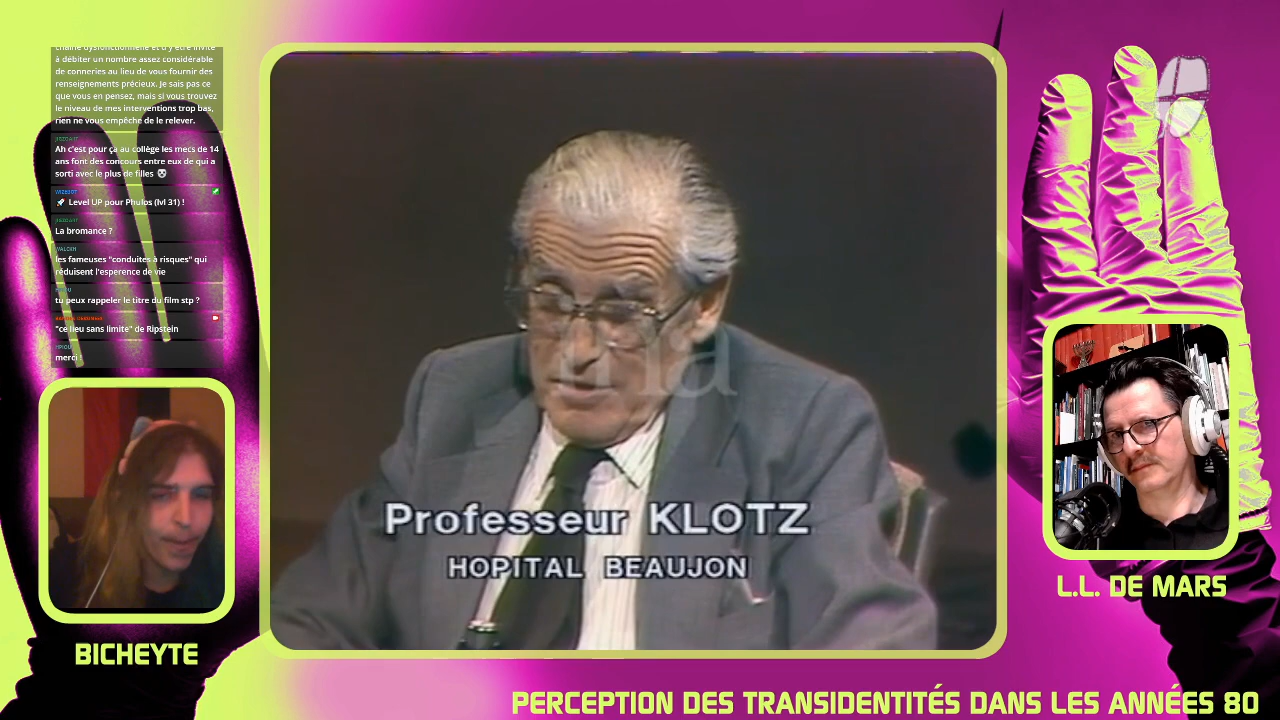 chaîne dysfonctionnelle et d'y être invité
à débiter un nombre assez considérable
de conneries au lieu de vous fournir des
renseignements précieux. Je sais pas ce
que vous en pensez, mais si vous trouvez
le niveau de mes interventions trop bas,
rien ne vous empêche de le relever.
Ah c'est pour ça au collège les mecs de 14
ans font des concours entre eux de qui a
sorti avec le plus de filles 💀
WIZEBOT
🚀 Level UP pour Phulos (lvl 31) !
La bromance ?
les fameuses "conduites à risques" qui
réduisent l'esperence de vie
tu peux rappeler le titre du film stp ?
"ce lieu sans limite" de Ripstein
merci !
ina
Professeur KLOTZ
HOPITAL BEAUJON
BICHEYTE
L.L. DE MARS
PERCEPTION DES TRANSIDENTITÉS DANS LES ANNÉES 80